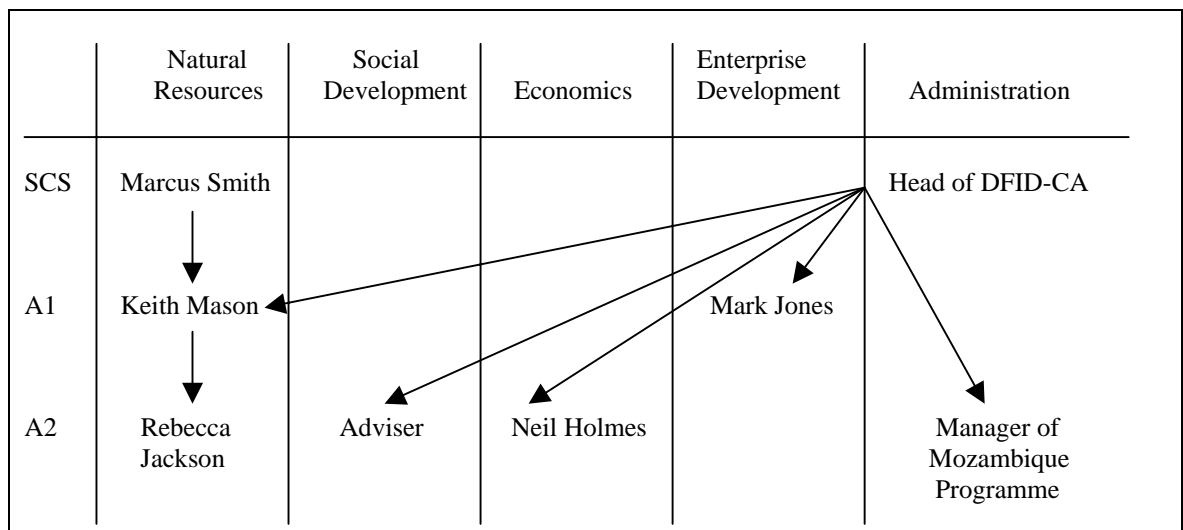 Natural
Resources
Social
Development
Economics
Enterprise
Development
Administration
SCS
Marcus Smith
Head of DFID-CA
A1
Keith Mason
Mark Jones
A2
Rebecca
Jackson
Adviser
Neil Holmes
Manager of
Mozambique
Programme